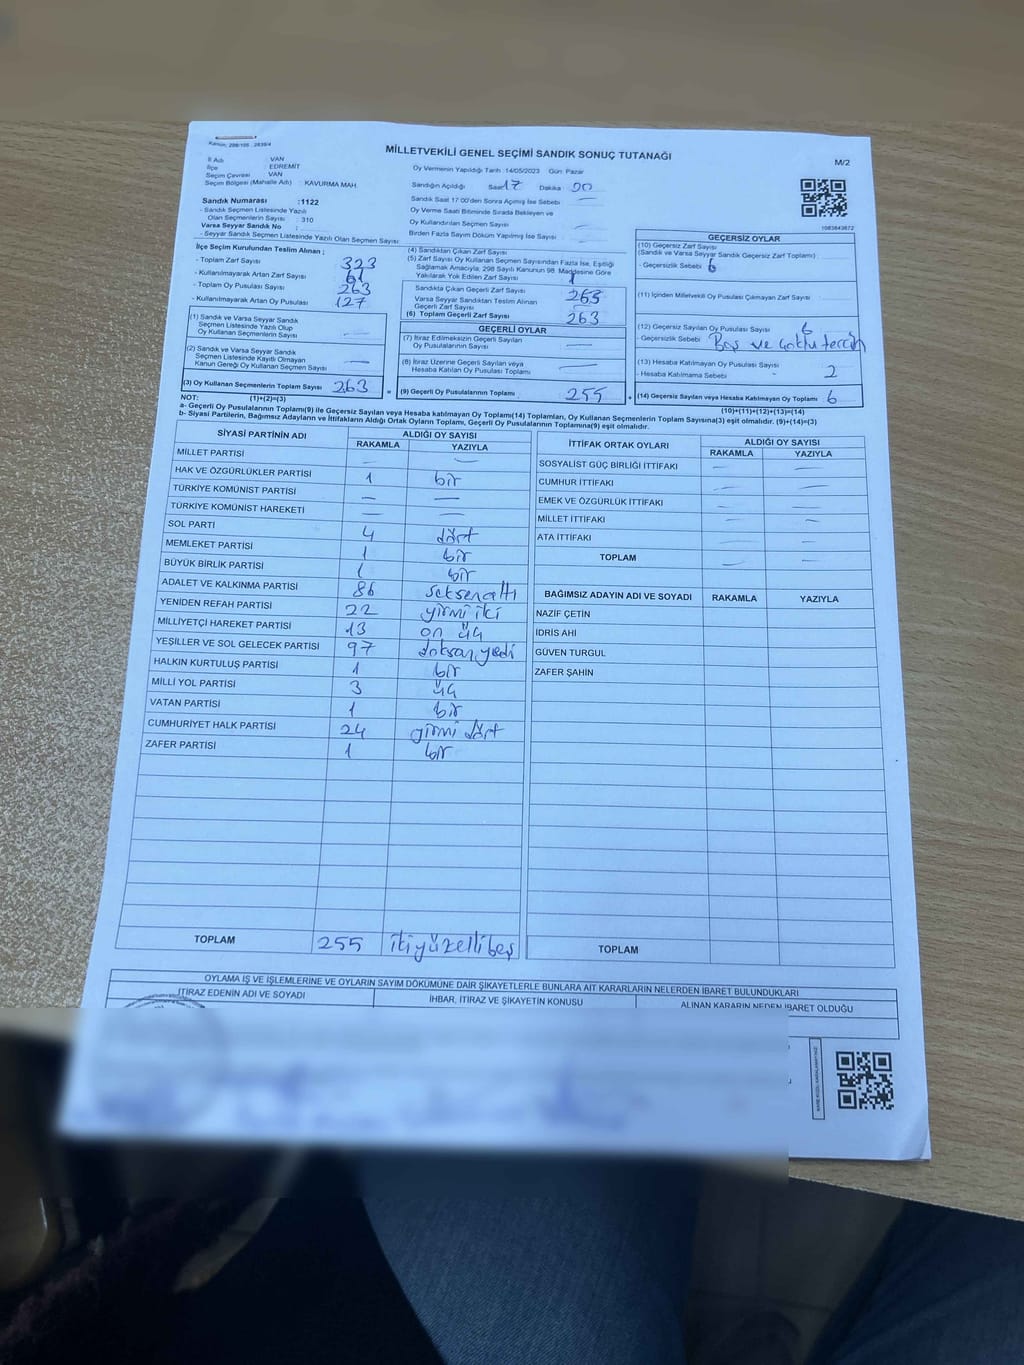 Kanun; 298/105 , 2839/4
MİLLETVEKİLİ GENEL SEÇİMİ SANDIK SONUÇ TUTANAĞI
M/2
İl Adı : VAN
İlçe : EDREMİT
Seçim Çevrasi : VAN
Seçim Bölgesi (Mahalle Adı) : KAVURMA MAH.
Sandık Numarası :1122
- Sandık Seçmen Listesinde Yazılı
Olan Seçmenlerin Sayısı : 310
Varsa Seyyar Sandık No :
- Seyyar Sandık Seçmen Listesinde Yazılı Olan Seçmen Sayısı:
Oy Vermenin Yapıldığı Tarih :14/05/2023 Gün: Pazar
Sandığın Açıldığı Saat 17 Dakika 00
Sandık Saat 17 00'den Sonra Açımış İse Sebebi : —
Oy Verme Saati Bitiminde Sırada Bekleyen ve
Oy Kullandırılan Seçmen Sayısı : —
Birden Fazla Sayım Döküm Yapılmış İse Sayısı : —
1083843672
İlçe Seçim Kurulundan Teslim Alınan ;
- Toplam Zarf Sayısı : 323
- Kullanılmayarak Artan Zarf Sayısı :
- Toplam Oy Pusulası Sayısı : 263
- Kullanılmayarak Artan Oy Pusulası : 127
(1) Sandık ve Varsa Seyyar Sandık
Seçmen Listesinde Yazılı Olup
Oy Kullanan Seçmenlerin Sayısı : —
(2) Sandık ve Varsa Seyyar Sandık
Seçmen Listesinde Kayıtlı Olmayan
Kanun Gereği Oy Kullanan Seçmen Sayısı : —
(3) Oy Kullanan Seçmenlerin Toplam Sayısı : 263 =
(4) Sandıktan Çıkan Zarf Sayısı :
(5) Zarf Sayısı Oy Kullanan Seçmen Sayısından Fazla İse, Eşitliği
Sağlamak Amacıyla, 298 Sayılı Kanunun 98. Maddesine Göre
Yakılarak Yok Edilen Zarf Sayısı :
Sandıkta Çıkan Geçerli Zarf Sayısı : 263
Varsa Seyyar Sandıktan Teslim Alınan
Geçerli Zarf Sayısı :
(6) Toplam Geçerli Zarf Sayısı : 263
GEÇERLİ OYLAR
(7) İtiraz Edilmeksizin Geçerli Sayılan
Oy Pusulalarının Sayısı : —
(8) İtiraz Üzerine Geçerli Sayılan veya
Hesaba Katılan Oy Pusulası Toplamı : —
(9) Geçerli Oy Pusulalarının Toplamı : 255 +
GEÇERSİZ OYLAR
(10) Geçersiz Zarf Sayısı
(Sandık ve Varsa Seyyar Sandık Geçersiz Zarf Toplamı) :
- Geçersizlik Sebebi : 6
(11) İçinden Milletvekili Oy Pusulası Çıkmayan Zarf Sayısı :
(12) Geçersiz Sayılan Oy Pusulası Sayısı : 6
- Geçersizlik Sebebi : Boş ve çoklu tercih
(13) Hesaba Katılmayan Oy Pusulası Sayısı :
- Hesaba Katılmama Sebebi : 2
(14) Geçersiz Sayılan veya Hesaba Katılmayan Oy Toplamı : 6
NOT: (1)+(2)=(3)
(10)+(11)+(12)+(13)=(14)
a- Geçerli Oy Pusulalarının Toplamı(9) ile Geçersiz Sayılan veya Hesaba katılmayan Oy Toplamı(14) Toplamları, Oy Kullanan Seçmenlerin Toplam Sayısına(3) eşit olmalıdır. (9)+(14)=(3)
b- Siyasi Partilerin, Bağımsız Adayların ve İttifakların Aldığı Ortak Oyların Toplamı, Geçerli Oy Pusulalarının Toplamına(9) eşit olmalıdır.
SİYASİ PARTİNİN ADI ALDIĞI OY SAYISI
RAKAMLA YAZIYLA
MİLLET PARTİSİ — —
HAK VE ÖZGÜRLÜKLER PARTİSİ 1 bir
TÜRKİYE KOMÜNİST PARTİSİ — —
TÜRKİYE KOMÜNİST HAREKETİ — —
SOL PARTİ 4 dört
MEMLEKET PARTİSİ 1 bir
BÜYÜK BİRLİK PARTİSİ 1 bir
ADALET VE KALKINMA PARTİSİ 86 seksenaltı
YENİDEN REFAH PARTİSİ 22 yirmi iki
MİLLİYETÇİ HAREKET PARTİSİ 13 on üç
YEŞİLLER VE SOL GELECEK PARTİSİ 97 doksan yedi
HALKIN KURTULUŞ PARTİSİ 1 bir
MİLLİ YOL PARTİSİ 3 üç
VATAN PARTİSİ 1 bir
CUMHURİYET HALK PARTİSİ 24 yirmi dört
ZAFER PARTİSİ 1 bir
TOPLAM 255 ikiyüzellibeş
İTTİFAK ORTAK OYLARI ALDIĞI OY SAYISI
RAKAMLA YAZIYLA
SOSYALİST GÜÇ BİRLİĞİ İTTİFAKI — —
CUMHUR İTTİFAKI — —
EMEK VE ÖZGÜRLÜK İTTİFAKI — —
MİLLET İTTİFAKI — —
ATA İTTİFAKI — —
TOPLAM — —
BAĞIMSIZ ADAYIN ADI VE SOYADI RAKAMLA YAZIYLA
NAZİF ÇETİN
İDRİS AHİ
GÜVEN TURGUL
ZAFER ŞAHİN
TOPLAM
OYLAMA İŞ VE İŞLEMLERİNE VE OYLARIN SAYIM DÖKÜMÜNE DAİR ŞİKAYETLERLE BUNLARA AİT KARARLARIN NELERDEN İBARET BULUNDUKLARI
İTİRAZ EDENİN ADI VE SOYADI İHBAR, İTİRAZ VE ŞİKAYETİN KONUSU ALINAN KARARIN NEDEN İBARET OLDUĞU